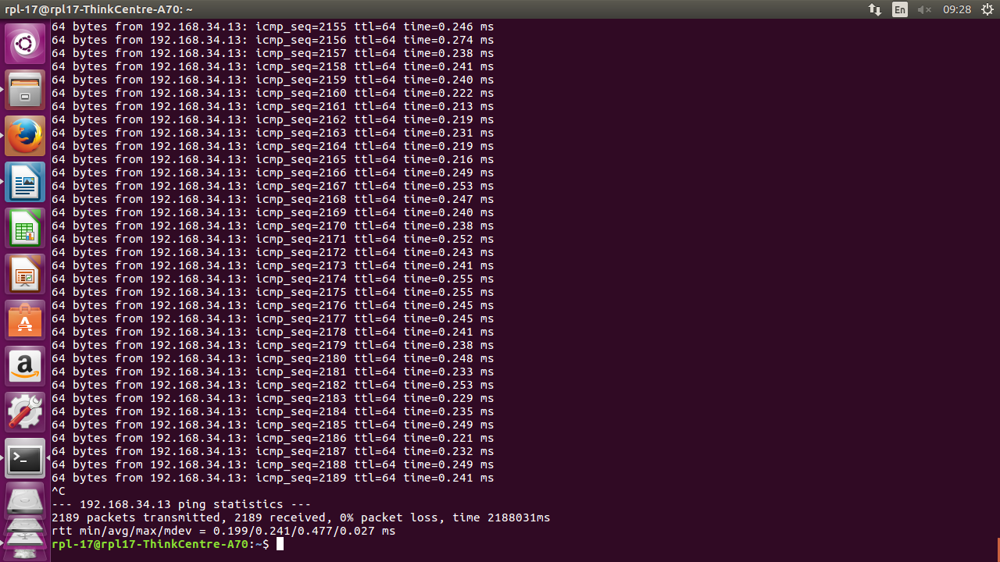 rpl-17@rpl17-ThinkCentre-A70: ~
En
09:28
64 bytes from 192.168.34.13: icmp_seq=2155 ttl=64 time=0.246 ms
64 bytes from 192.168.34.13: icmp_seq=2156 ttl=64 time=0.274 ms
64 bytes from 192.168.34.13: icmp_seq=2157 ttl=64 time=0.238 ms
64 bytes from 192.168.34.13: icmp_seq=2158 ttl=64 time=0.241 ms
64 bytes from 192.168.34.13: icmp_seq=2159 ttl=64 time=0.240 ms
64 bytes from 192.168.34.13: icmp_seq=2160 ttl=64 time=0.222 ms
64 bytes from 192.168.34.13: icmp_seq=2161 ttl=64 time=0.213 ms
64 bytes from 192.168.34.13: icmp_seq=2162 ttl=64 time=0.219 ms
64 bytes from 192.168.34.13: icmp_seq=2163 ttl=64 time=0.231 ms
64 bytes from 192.168.34.13: icmp_seq=2164 ttl=64 time=0.219 ms
64 bytes from 192.168.34.13: icmp_seq=2165 ttl=64 time=0.216 ms
64 bytes from 192.168.34.13: icmp_seq=2166 ttl=64 time=0.249 ms
64 bytes from 192.168.34.13: icmp_seq=2167 ttl=64 time=0.253 ms
64 bytes from 192.168.34.13: icmp_seq=2168 ttl=64 time=0.247 ms
64 bytes from 192.168.34.13: icmp_seq=2169 ttl=64 time=0.240 ms
64 bytes from 192.168.34.13: icmp_seq=2170 ttl=64 time=0.238 ms
64 bytes from 192.168.34.13: icmp_seq=2171 ttl=64 time=0.252 ms
64 bytes from 192.168.34.13: icmp_seq=2172 ttl=64 time=0.243 ms
64 bytes from 192.168.34.13: icmp_seq=2173 ttl=64 time=0.241 ms
64 bytes from 192.168.34.13: icmp_seq=2174 ttl=64 time=0.255 ms
64 bytes from 192.168.34.13: icmp_seq=2175 ttl=64 time=0.255 ms
64 bytes from 192.168.34.13: icmp_seq=2176 ttl=64 time=0.245 ms
64 bytes from 192.168.34.13: icmp_seq=2177 ttl=64 time=0.245 ms
64 bytes from 192.168.34.13: icmp_seq=2178 ttl=64 time=0.241 ms
64 bytes from 192.168.34.13: icmp_seq=2179 ttl=64 time=0.238 ms
64 bytes from 192.168.34.13: icmp_seq=2180 ttl=64 time=0.248 ms
64 bytes from 192.168.34.13: icmp_seq=2181 ttl=64 time=0.233 ms
64 bytes from 192.168.34.13: icmp_seq=2182 ttl=64 time=0.253 ms
64 bytes from 192.168.34.13: icmp_seq=2183 ttl=64 time=0.229 ms
64 bytes from 192.168.34.13: icmp_seq=2184 ttl=64 time=0.235 ms
64 bytes from 192.168.34.13: icmp_seq=2185 ttl=64 time=0.249 ms
64 bytes from 192.168.34.13: icmp_seq=2186 ttl=64 time=0.221 ms
64 bytes from 192.168.34.13: icmp_seq=2187 ttl=64 time=0.232 ms
64 bytes from 192.168.34.13: icmp_seq=2188 ttl=64 time=0.249 ms
64 bytes from 192.168.34.13: icmp_seq=2189 ttl=64 time=0.241 ms
^C
--- 192.168.34.13 ping statistics ---
2189 packets transmitted, 2189 received, 0% packet loss, time 2188031ms
rtt min/avg/max/mdev = 0.199/0.241/0.477/0.027 ms
rpl-17@rpl17-ThinkCentre-A70:~$